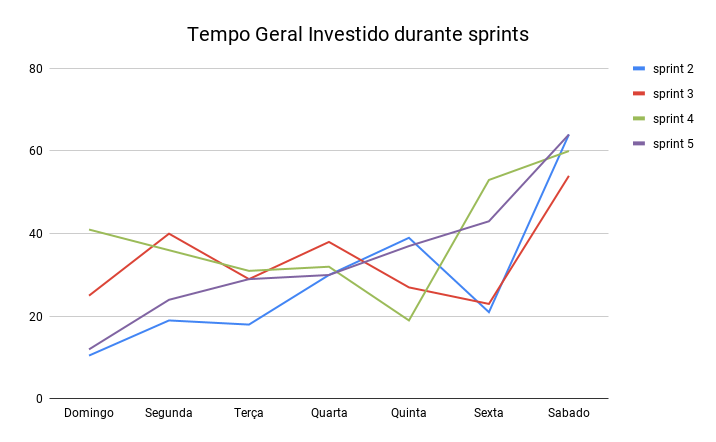 Tempo Geral Investido durante sprints
80
60
40
20
0
Domingo
Segunda
Terça
Quarta
Quinta
Sexta
Sabado
sprint 2
sprint 3
sprint 4
sprint 5